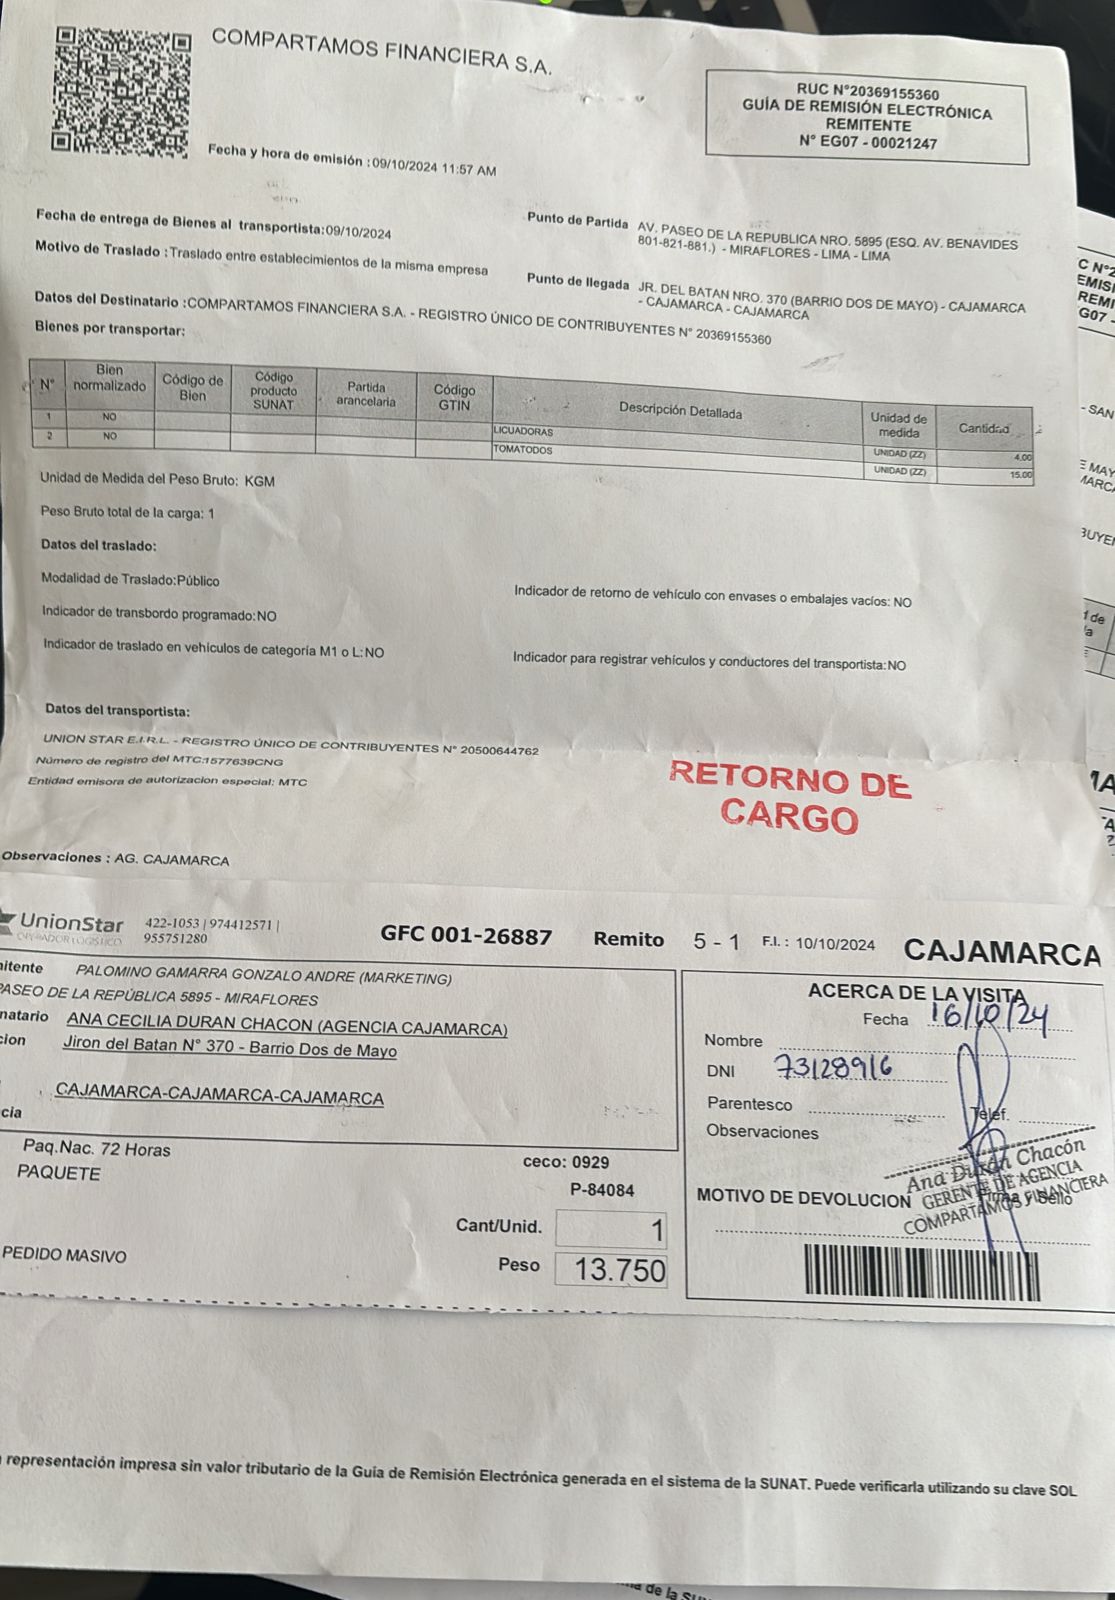 COMPARTAMOS FINANCIERA S.A.
RUC N°20369155360
GUÍA DE REMISIÓN ELECTRÓNICA
REMITENTE
N° EG07 - 00021247
Fecha y hora de emisión :09/10/2024 11:57 AM
Fecha de entrega de Bienes al transportista:09/10/2024
Motivo de Traslado :Traslado entre establecimientos de la misma empresa
Datos del Destinatario :COMPARTAMOS FINANCIERA S.A. - REGISTRO ÚNICO DE CONTRIBUYENTES N° 20369155360
Punto de Partida AV. PASEO DE LA REPUBLICA NRO. 5895 (ESQ. AV. BENAVIDES
801-821-881.) - MIRAFLORES - LIMA - LIMA
Punto de llegada JR. DEL BATAN NRO. 370 (BARRIO DOS DE MAYO) - CAJAMARCA
- CAJAMARCA - CAJAMARCA
Bienes por transportar:
N° Bien normalizado Código de Bien Código producto SUNAT Partida arancelaria Código GTIN Descripción Detallada Unidad de medida Cantidad
1 NO LICUADORAS UNIDAD (ZZ) 4.00
2 NO TOMATODOS UNIDAD (ZZ) 15.00
Unidad de Medida del Peso Bruto: KGM
Peso Bruto total de la carga: 1
Datos del traslado:
Modalidad de Traslado:Público
Indicador de retorno de vehículo con envases o embalajes vacíos: NO
Indicador de transbordo programado:NO
Indicador de traslado en vehículos de categoría M1 o L:NO
Indicador para registrar vehículos y conductores del transportista:NO
Datos del transportista:
UNION STAR E.I.R.L. - REGISTRO ÚNICO DE CONTRIBUYENTES N° 20500644762
Número de registro del MTC:1577639CNG
Entidad emisora de autorizacion especial: MTC
RETORNO DE
CARGO
Observaciones : AG. CAJAMARCA
UnionStar
OPERADOR LOGISTICO
422-1053 | 974412571 |
955751280
GFC 001-26887 Remito 5 - 1 F.I. : 10/10/2024 CAJAMARCA
mitente PALOMINO GAMARRA GONZALO ANDRE (MARKETING)
PASEO DE LA REPÚBLICA 5895 - MIRAFLORES
natario ANA CECILIA DURAN CHACON (AGENCIA CAJAMARCA)
cion Jiron del Batan N° 370 - Barrio Dos de Mayo
CAJAMARCA-CAJAMARCA-CAJAMARCA
cia
Paq.Nac. 72 Horas
PAQUETE
ceco: 0929
P-84084
Cant/Unid. 1
PEDIDO MASIVO
Peso 13.750
ACERCA DE LA VISITA
Fecha 16/10/24
Nombre
DNI 73128916
Parentesco Telef.
Observaciones
Ana Durán Chacón
GERENTE DE AGENCIA
COMPARTAMOS FINANCIERA
MOTIVO DE DEVOLUCION Firma y Sello
representación impresa sin valor tributario de la Guía de Remisión Electrónica generada en el sistema de la SUNAT. Puede verificarla utilizando su clave SOL